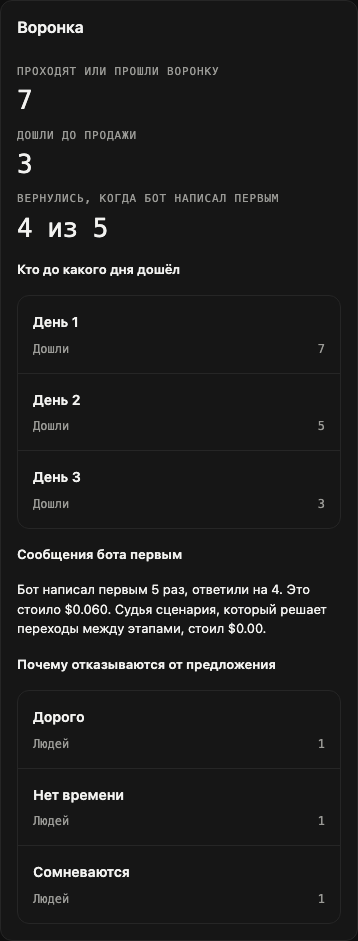 Воронка
ПРОХОДЯТ ИЛИ ПРОШЛИ ВОРОНКУ
7
ДОШЛИ ДО ПРОДАЖИ
3
ВЕРНУЛИСЬ, КОГДА БОТ НАПИСАЛ ПЕРВЫМ
4 из 5
Кто до какого дня дошёл
День 1
Дошли 7
День 2
Дошли 5
День 3
Дошли 3
Сообщения бота первым
Бот написал первым 5 раз, ответили на 4. Это
стоило $0.060. Судья сценария, который решает
переходы между этапами, стоил $0.00.
Почему отказываются от предложения
Дорого
Людей 1
Нет времени
Людей 1
Сомневаются
Людей 1